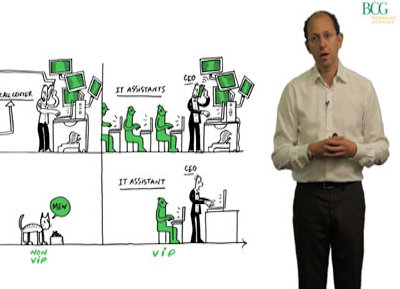 BCG
CALL CENTER
IT ASSISTANTS
CEO
IT ASSISTANT
CEO
MEW
NON
VIP
VIP